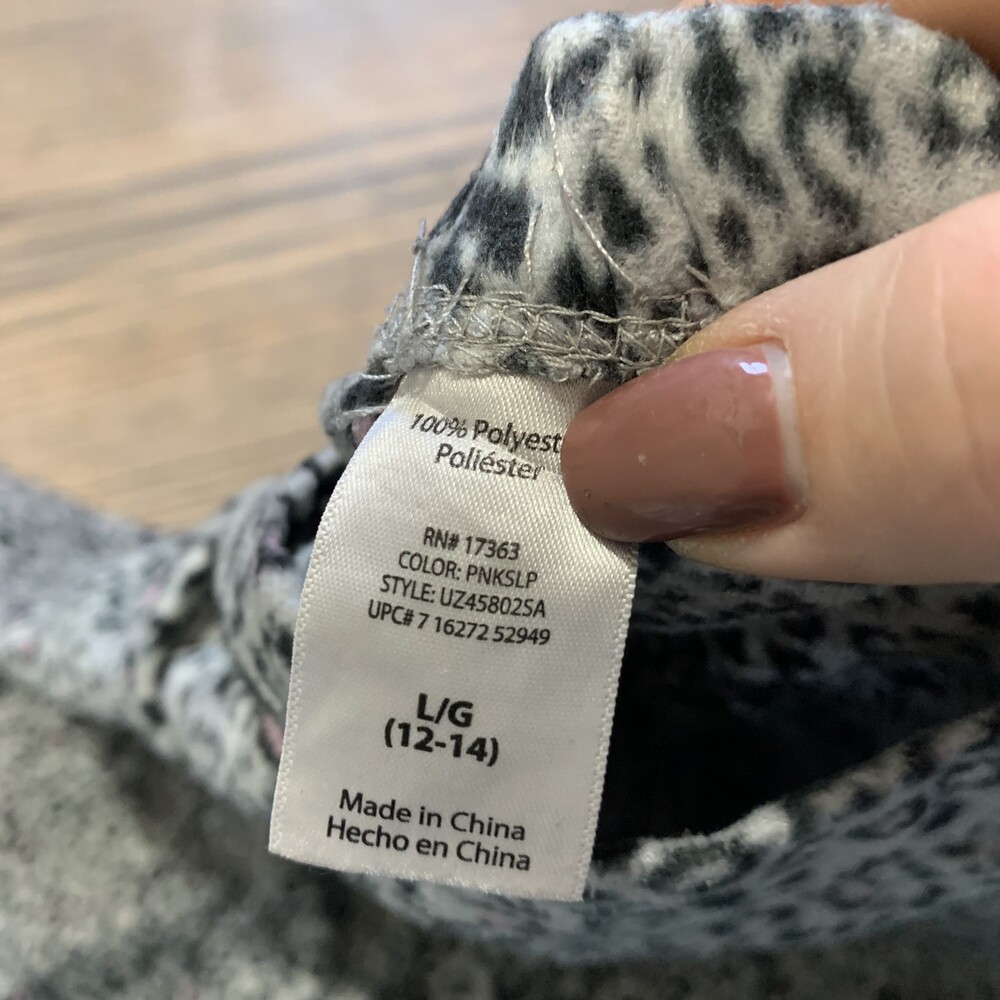 100% Polyest
Poliéster
RN# 17363
COLOR: PNKSLP
STYLE: UZ45802SA
UPC# 7 16272 52949
L/G
(12-14)
Made in China
Hecho en China